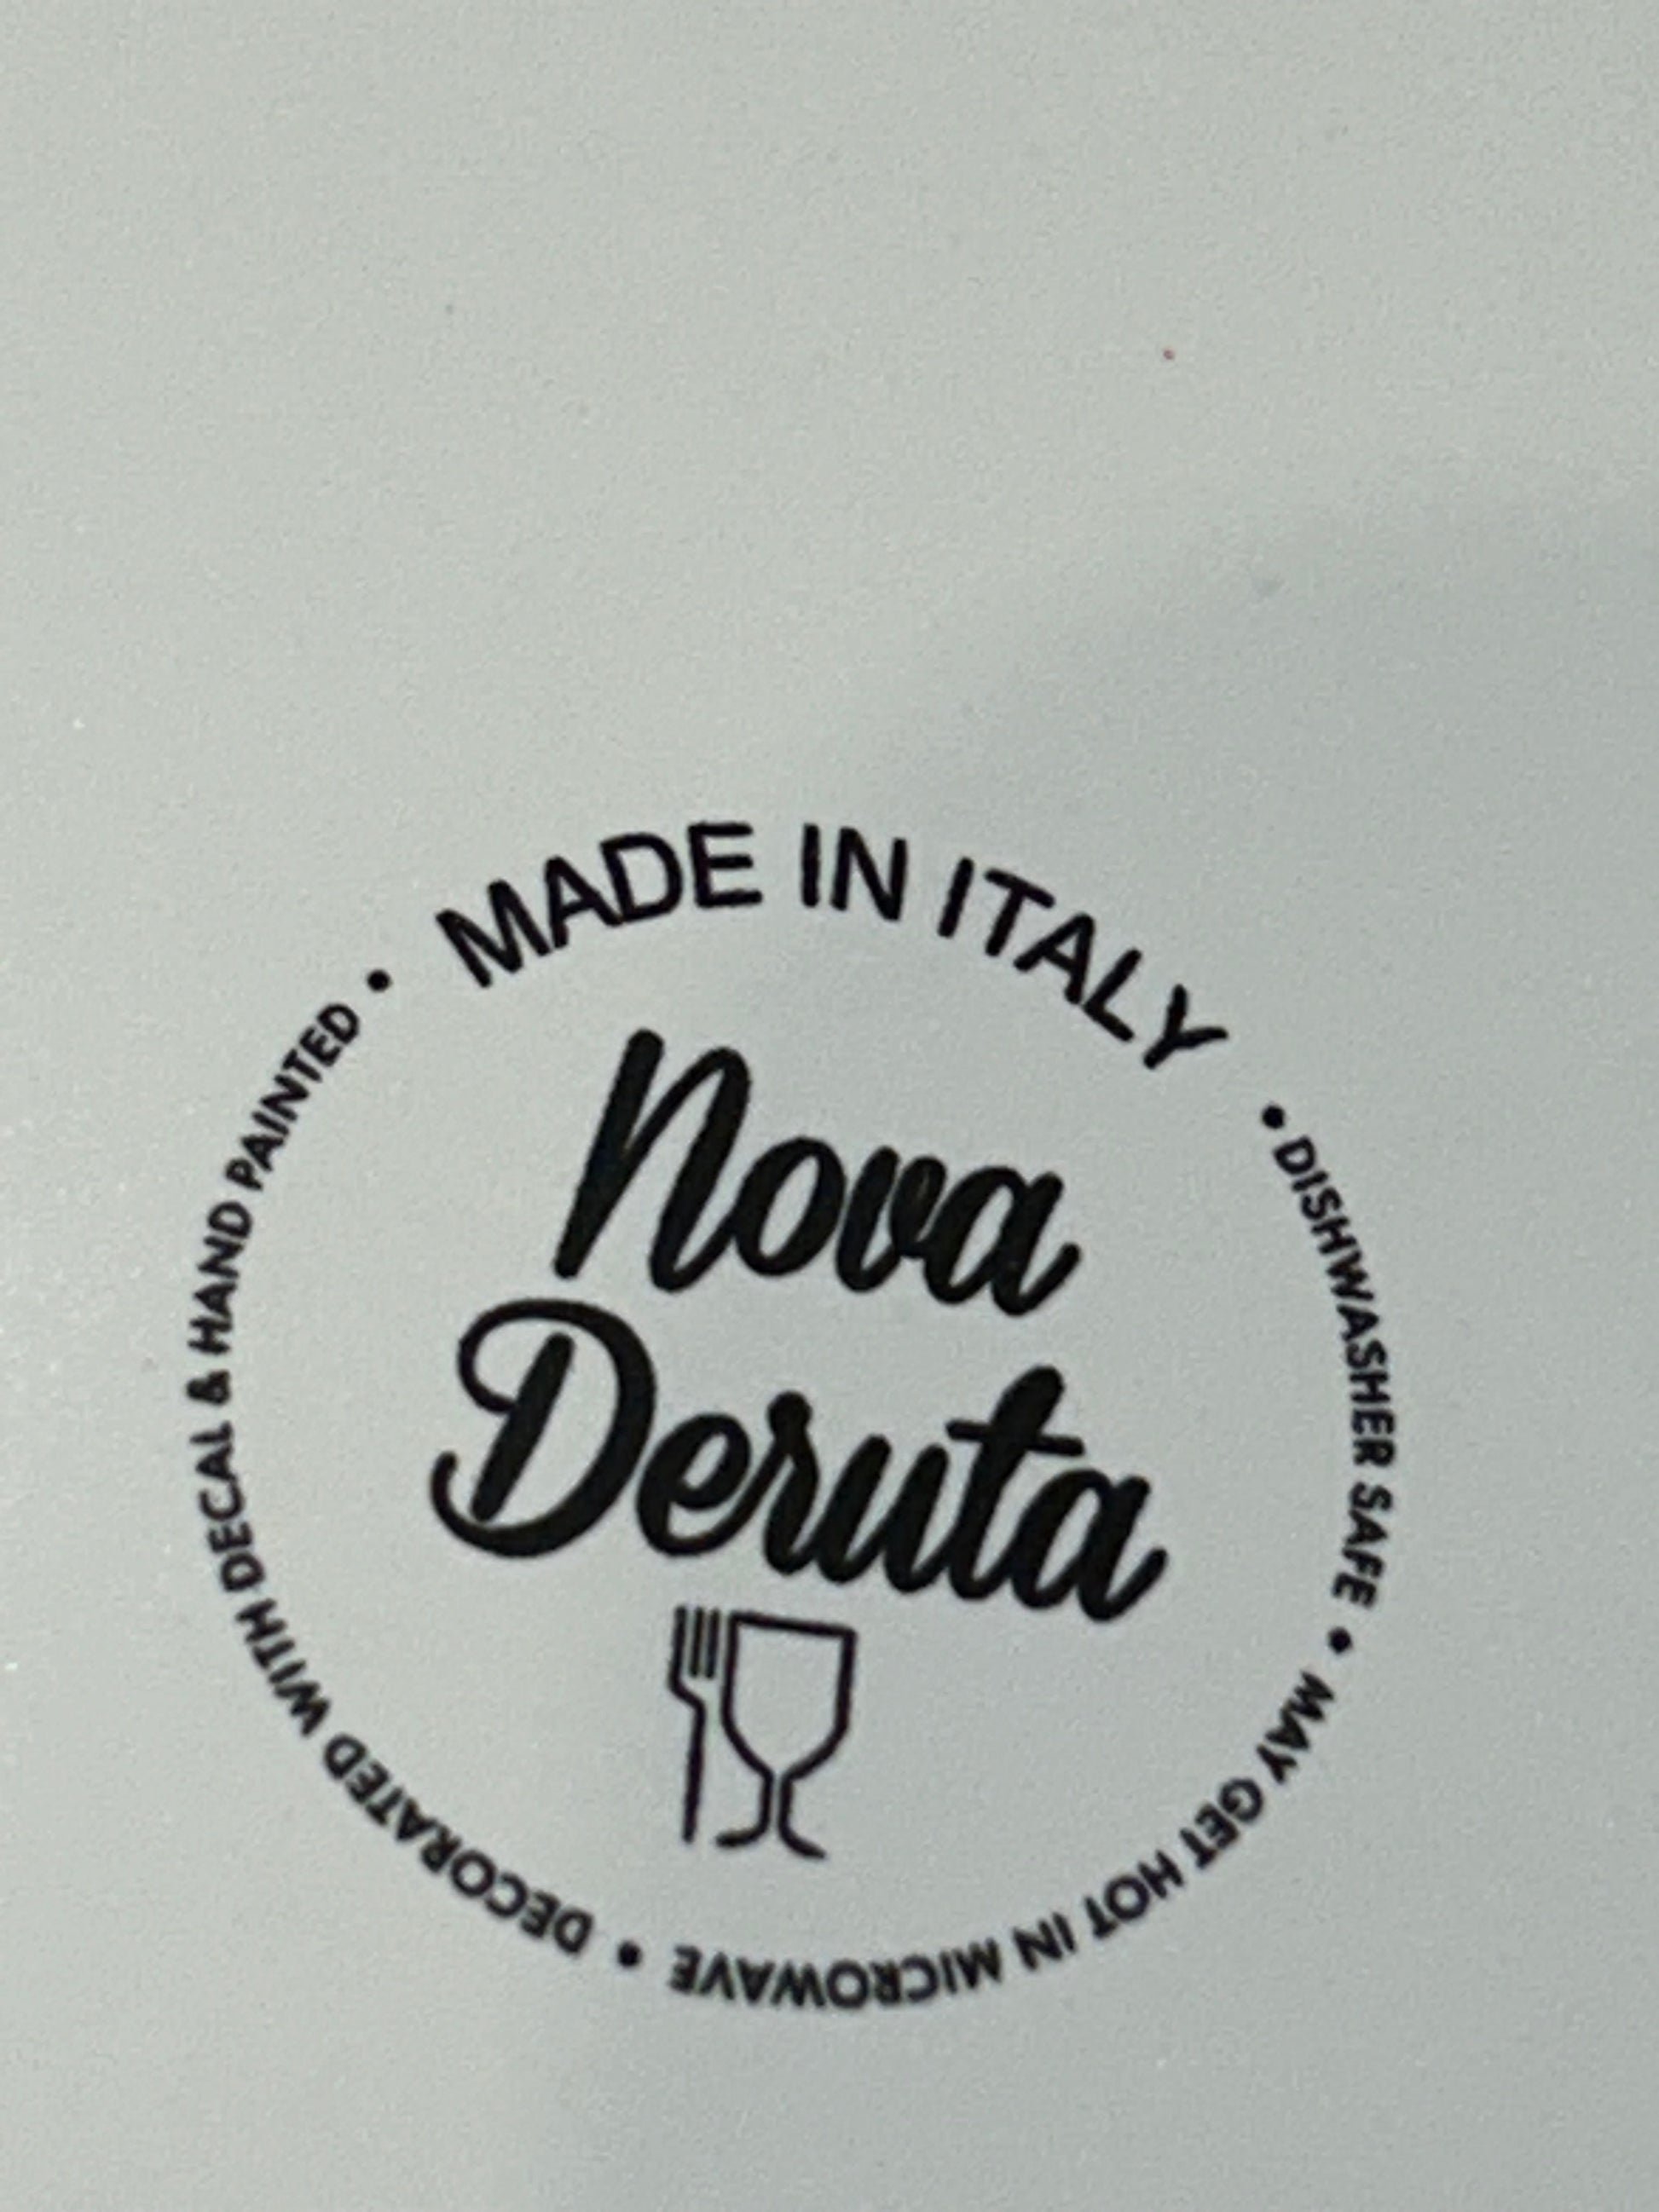 MADE IN ITALY
• DISHWASHER SAFE • MAY GET HOT IN MICROWAVE • DECORATED WITH DECAL & HAND PAINTED •
Nova
Deruta